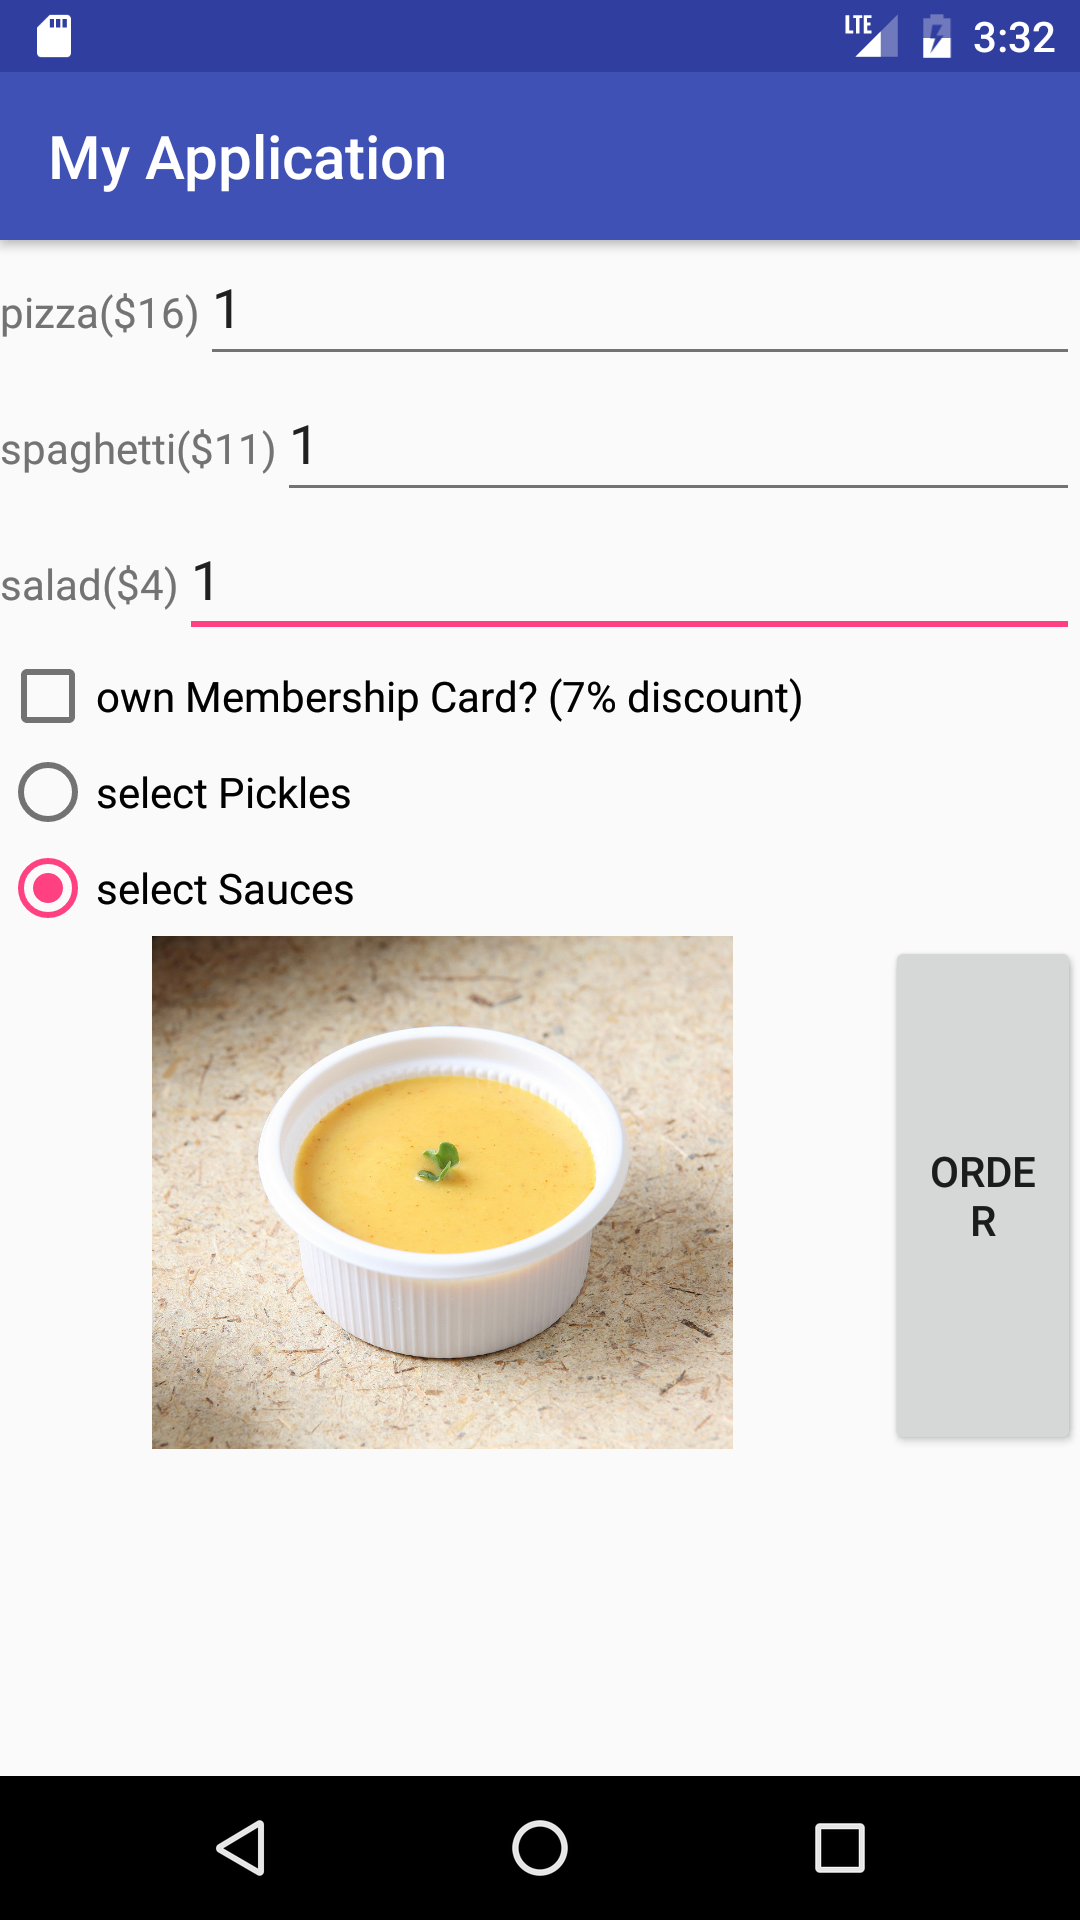 LTE 3:32
My Application
pizza($16) 1
spaghetti($11) 1
salad($4) 1
own Membership Card? (7% discount)
select Pickles
select Sauces
ORDE
R